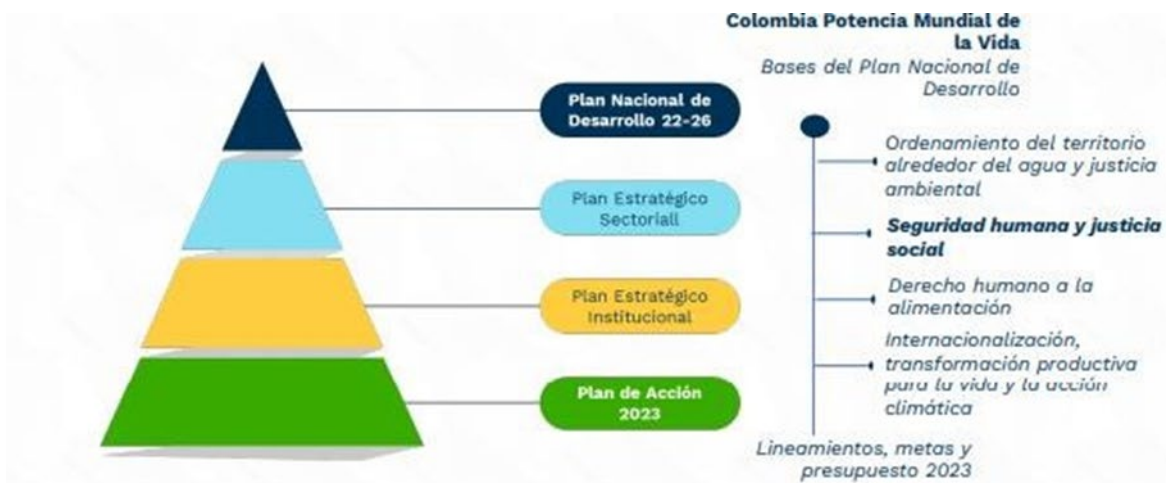 Colombia Potencia Mundial de
la Vida
Bases del Plan Nacional de
Desarrollo
Plan Nacional de
Desarrollo 22-26
Plan Estratégico
Sectoriall
Plan Estratégico
Institucional
Plan de Acción
2023
Ordenamiento del territorio
alrededor del agua y justicia
ambiental
Seguridad humana y justicia
social
Derecho humano a la
alimentación
Internacionalización,
transformación productiva
para la vida y la acción
climática
Lineamientos, metas y
presupuesto 2023